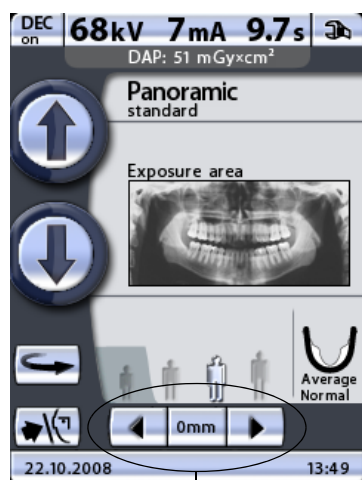 DEC on 68kV 7mA 9.7s
DAP: 51 mGy×cm²
Panoramic
standard
Exposure area
Average
Normal
0mm
22.10.2008 13:49